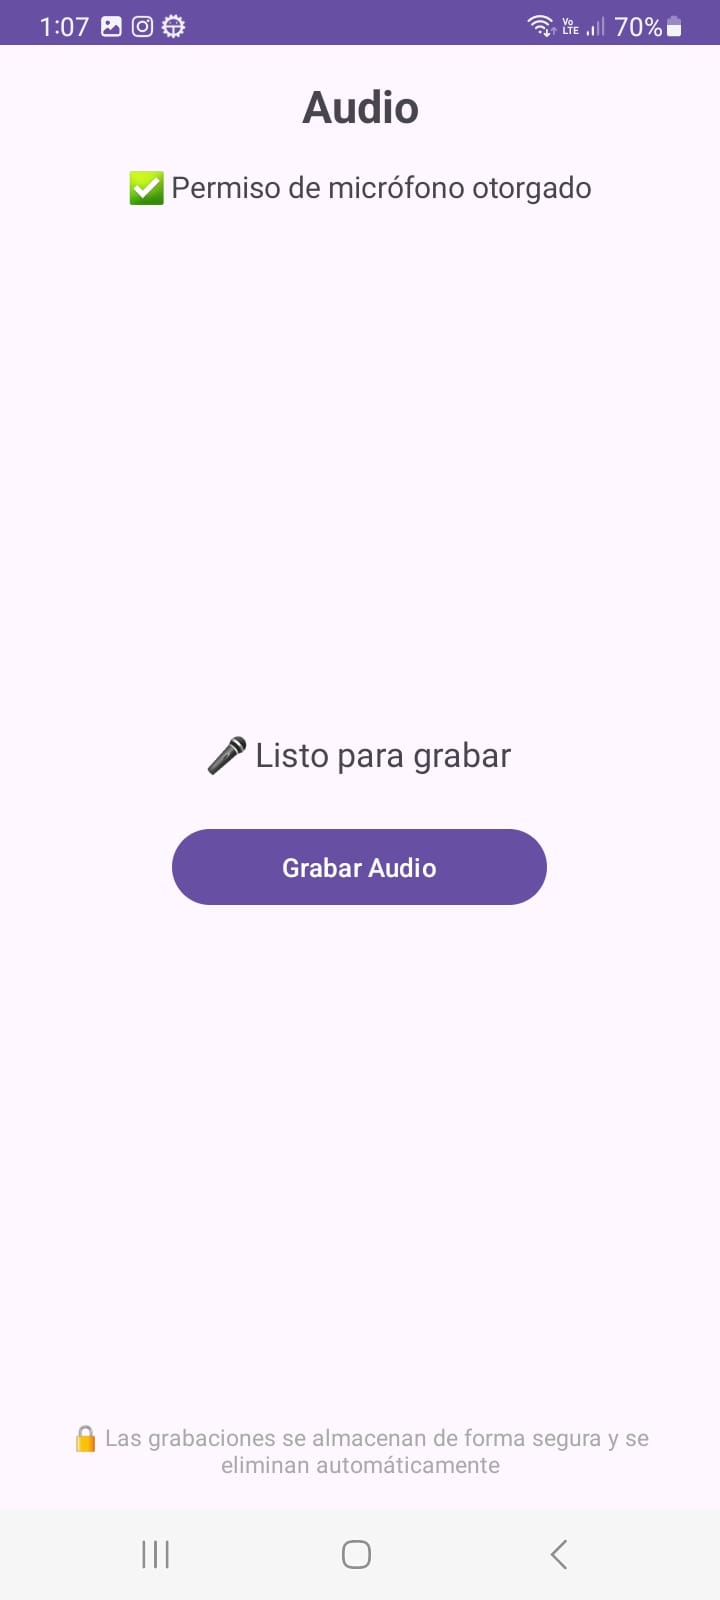 1:07 70%
Audio
✅ Permiso de micrófono otorgado
🎤 Listo para grabar
Grabar Audio
🔒 Las grabaciones se almacenan de forma segura y se
eliminan automáticamente